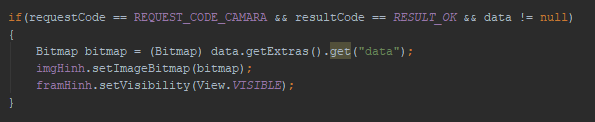 if(requestCode == REQUEST_CODE_CAMARA && resultCode == RESULT_OK && data != null)
{
Bitmap bitmap = (Bitmap) data.getExtras().get("data");
imgHinh.setImageBitmap(bitmap);
framHinh.setVisibility(View.VISIBLE);
}